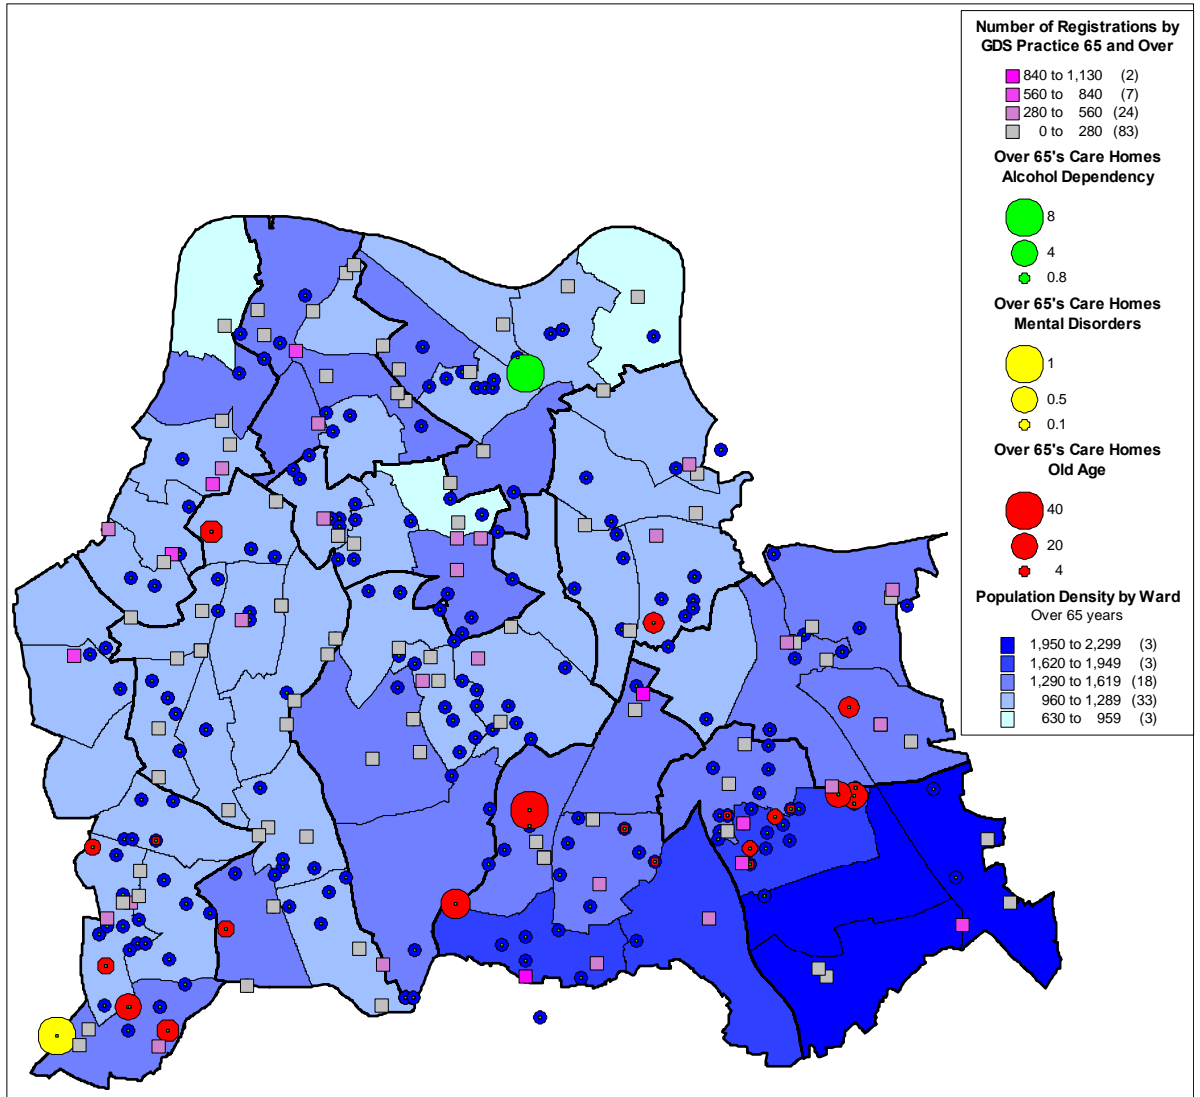 Number of Registrations by
GDS Practice 65 and Over
840 to 1,130 (2)
560 to 840 (7)
280 to 560 (24)
0 to 280 (83)
Over 65's Care Homes
Alcohol Dependency
8
4
0.8
Over 65's Care Homes
Mental Disorders
1
0.5
0.1
Over 65's Care Homes
Old Age
40
20
4
Population Density by Ward
Over 65 years
1,950 to 2,299 (3)
1,620 to 1,949 (3)
1,290 to 1,619 (18)
960 to 1,289 (33)
630 to 959 (3)